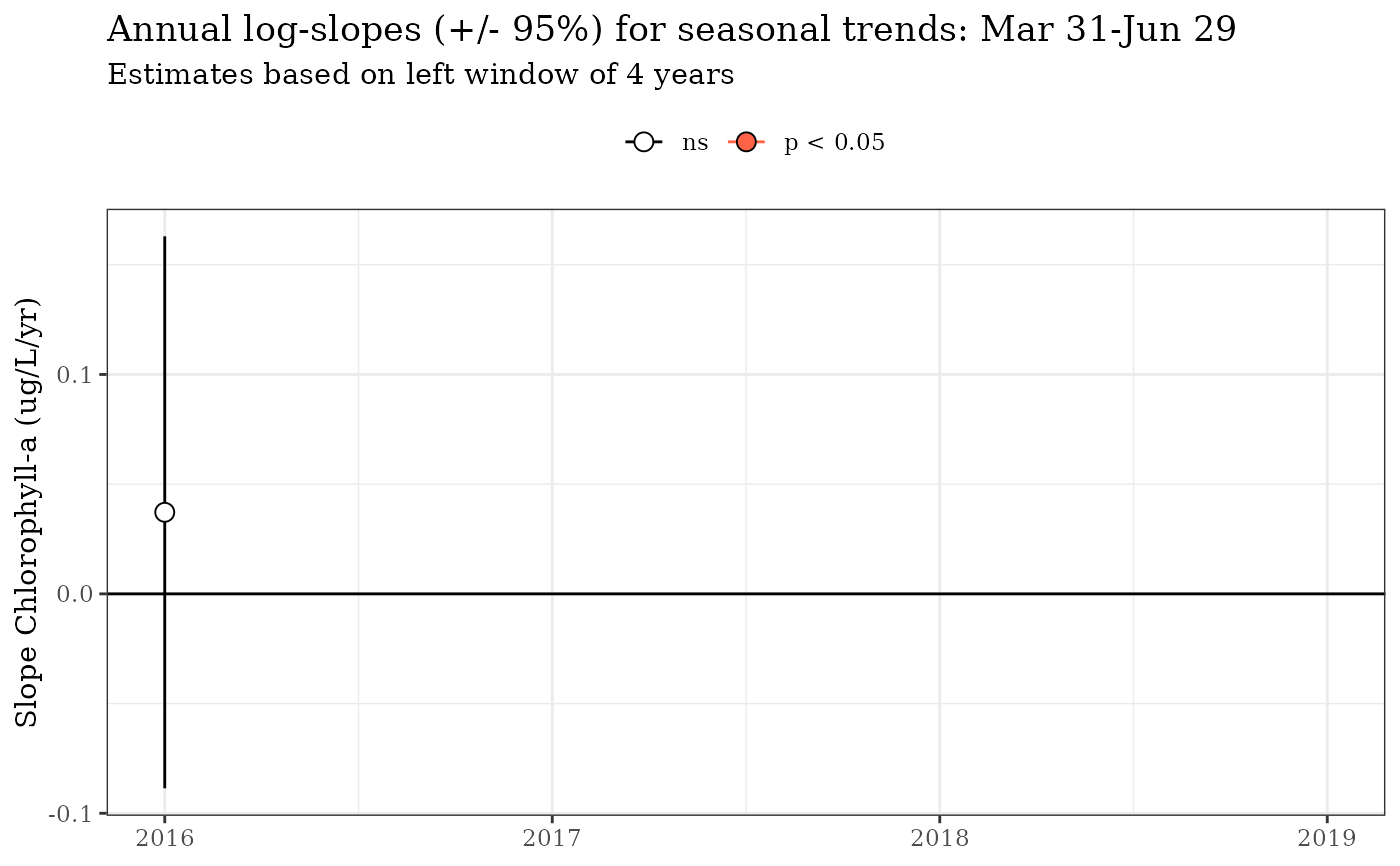 Annual log-slopes (+/- 95%) for seasonal trends: Mar 31-Jun 29
Estimates based on left window of 4 years
ns p < 0.05
Slope Chlorophyll-a (ug/L/yr)
0.1
0.0
-0.1
2016 2017 2018 2019